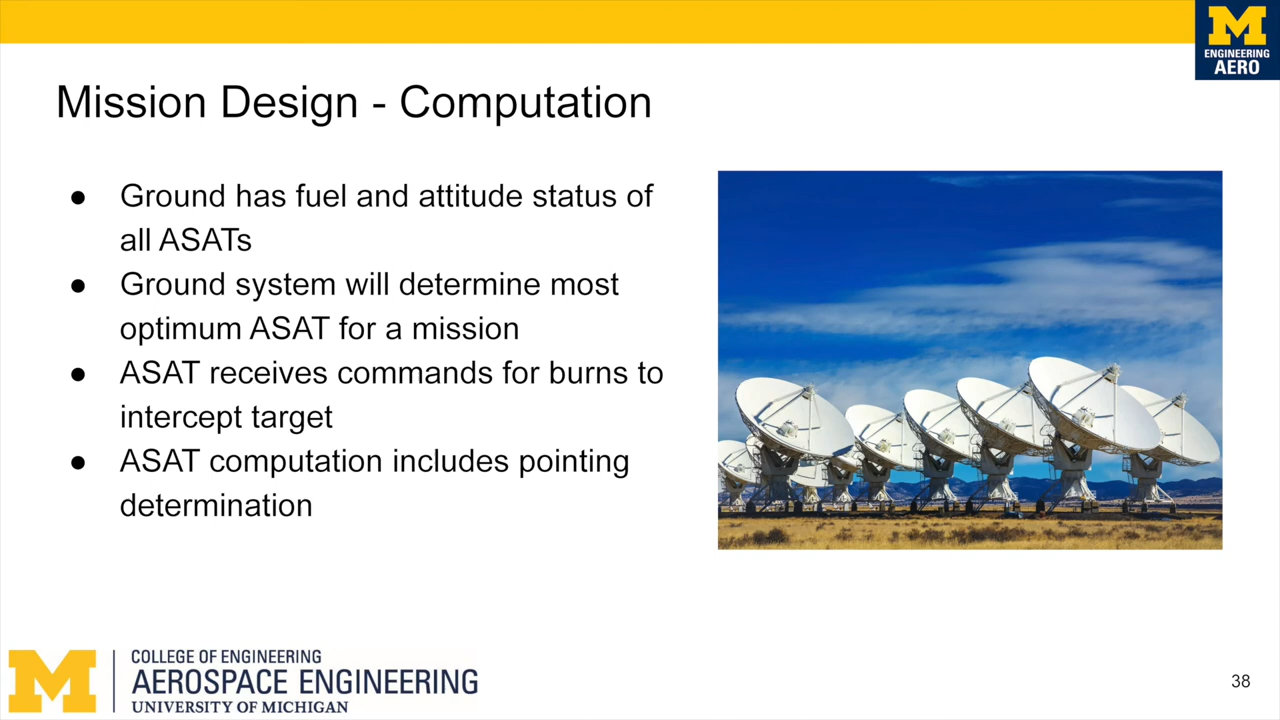 M
ENGINEERING
AERO
Mission Design - Computation
● Ground has fuel and attitude status of
all ASATs
● Ground system will determine most
optimum ASAT for a mission
● ASAT receives commands for burns to
intercept target
● ASAT computation includes pointing
determination
M
COLLEGE OF ENGINEERING
AEROSPACE ENGINEERING
UNIVERSITY OF MICHIGAN
38